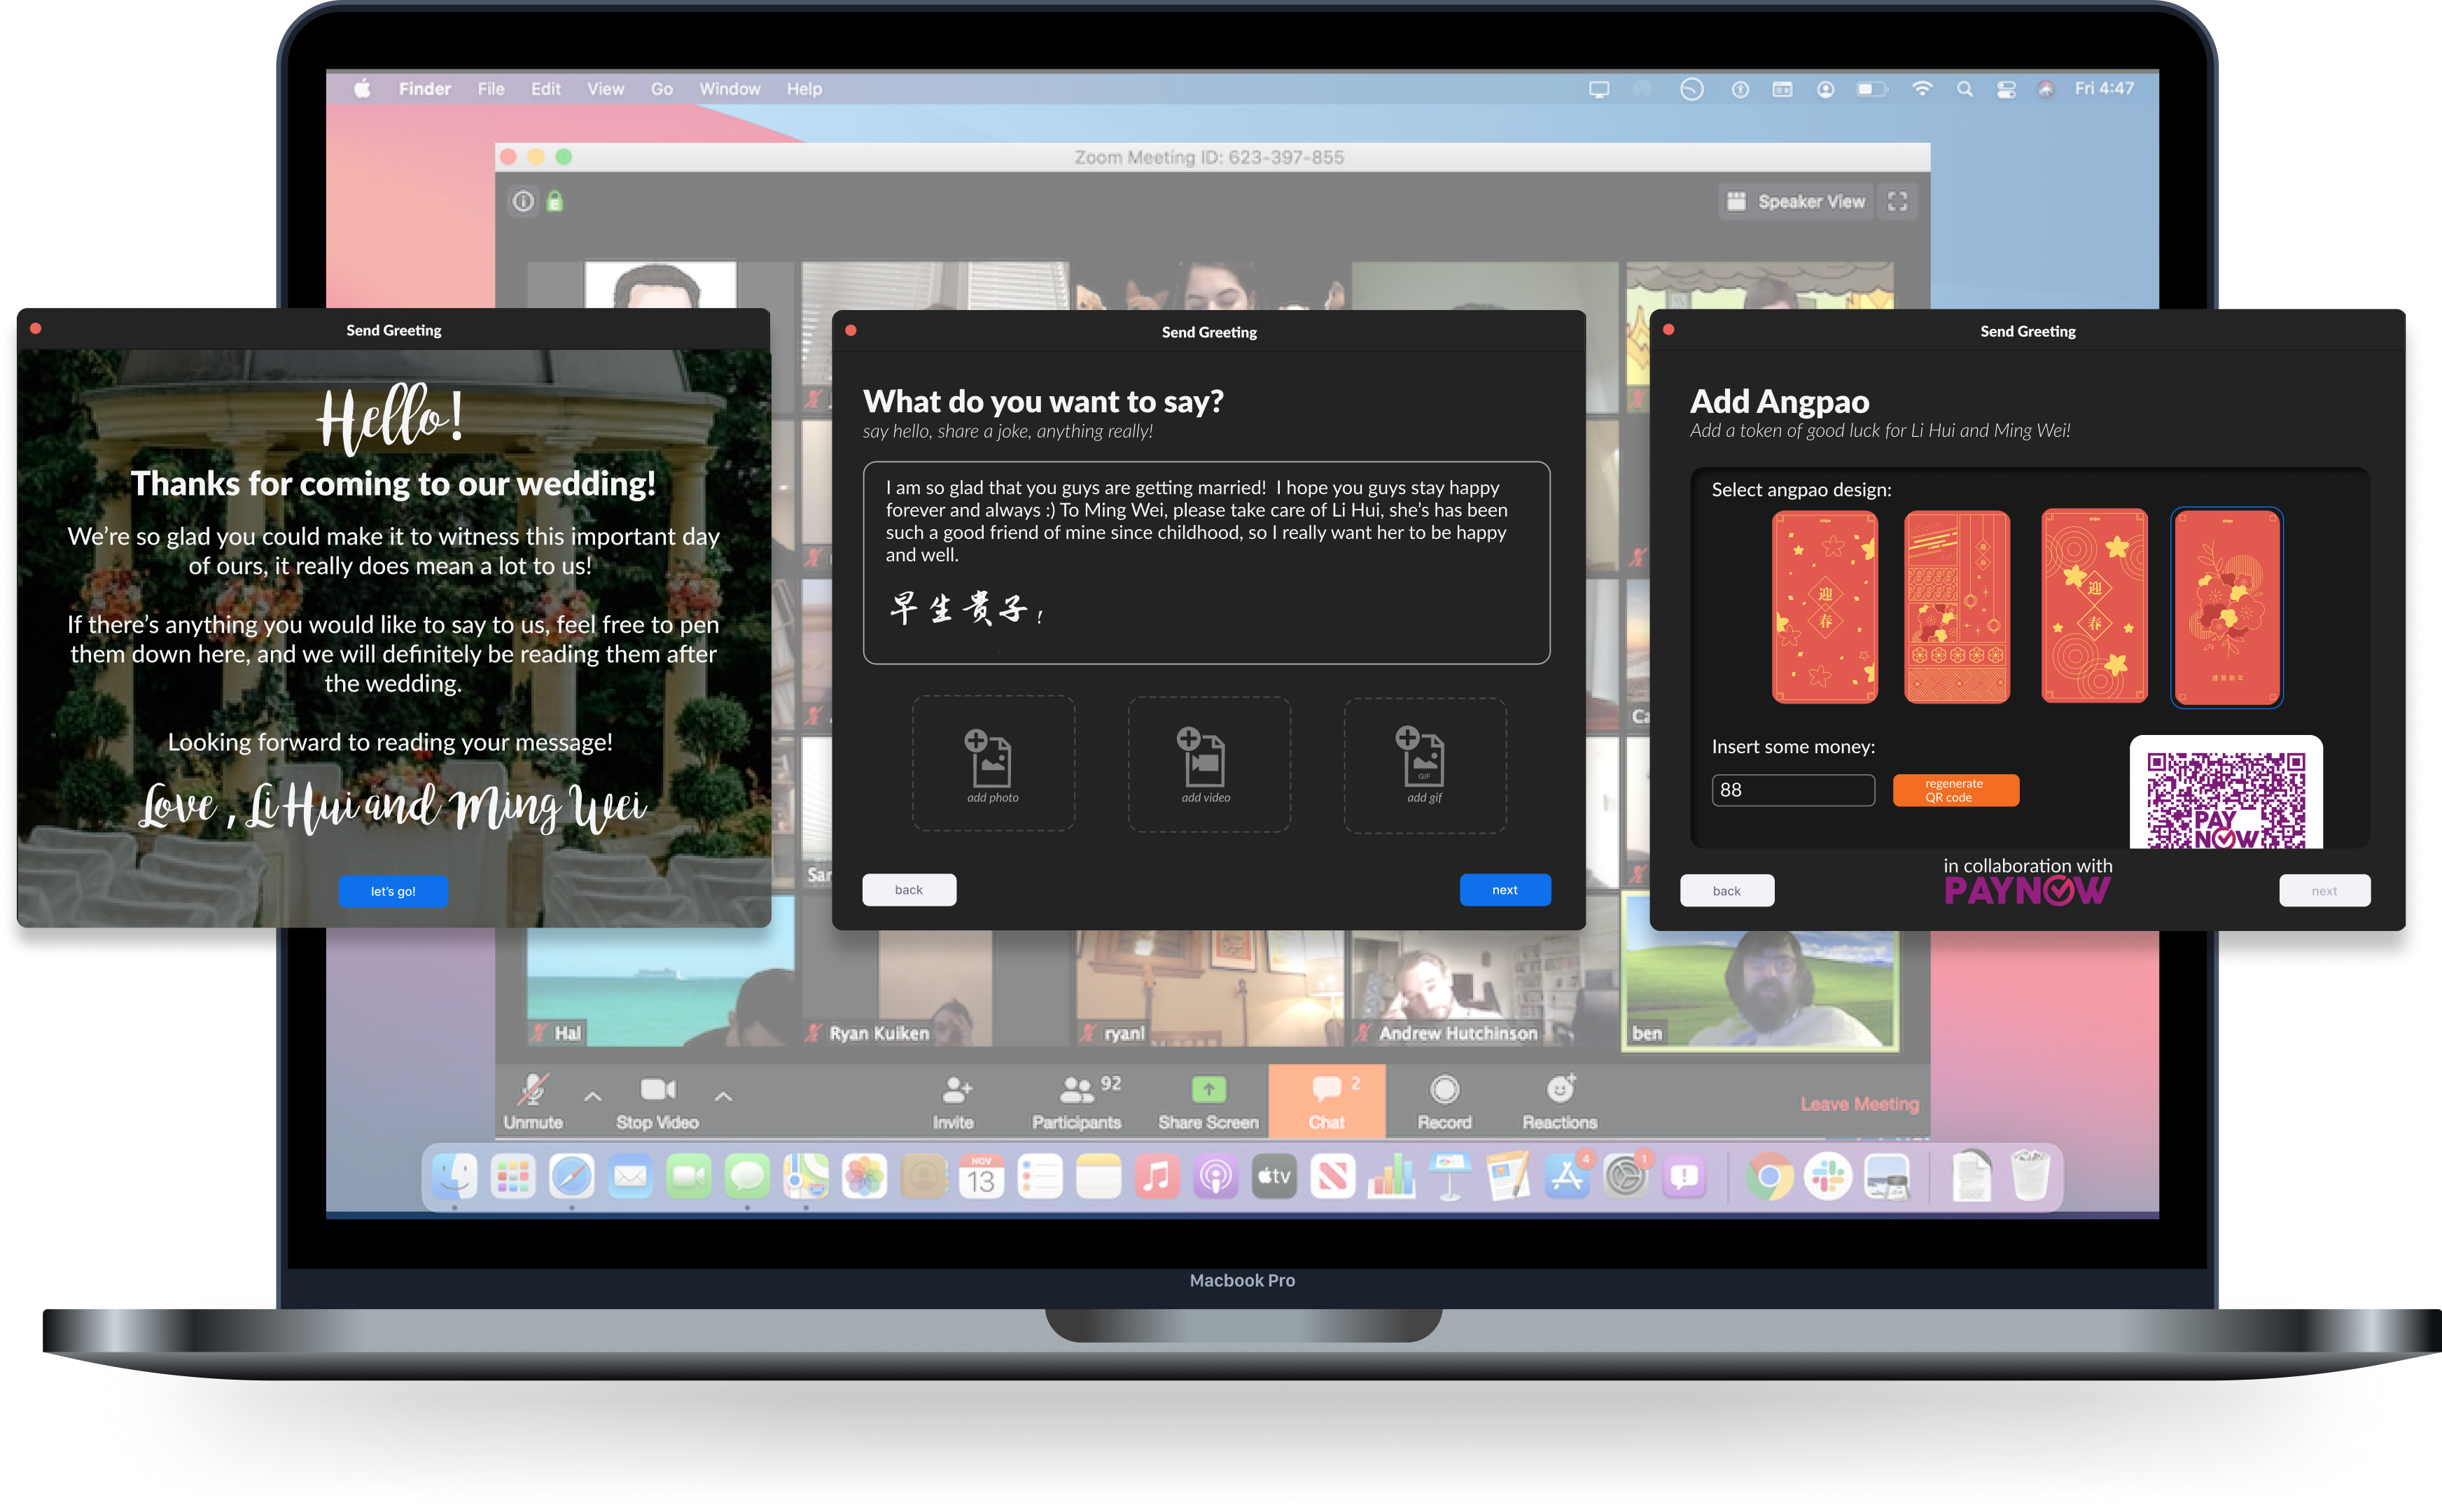 Finder File Edit View Go Window Help
Fri 4:47
Zoom Meeting ID: 623-397-855
Speaker View
Send Greeting
Hello!
Thanks for coming to our wedding!
We're so glad you could make it to witness this important day
of ours, it really does mean a lot to us!
If there's anything you would like to say to us, feel free to pen
them down here, and we will definitely be reading them after
the wedding.
Looking forward to reading your message!
Love , Li Hui and Ming Wei
let's go!
Send Greeting
What do you want to say?
say hello, share a joke, anything really!
I am so glad that you guys are getting married! I hope you guys stay happy
forever and always :) To Ming Wei, please take care of Li Hui, she's has been
such a good friend of mine since childhood, so I really want her to be happy
and well.
早生贵子!
add photo
add video
add gif
GIF
back
next
Send Greeting
Add Angpao
Add a token of good luck for Li Hui and Ming Wei!
Select angpao design:
迎
春
迎
春
迎
春
Insert some money:
88
regenerate
QR code
PAY
NOW
in collaboration with
PAYNOW
back
next
Hal
Ryan Kuiken
ryanl
Andrew Hutchinson
ben
Unmute
Stop Video
Invite
Participants 92
Share Screen
Chat 2
Record
Reactions
Leave Meeting
NOV
13
tv
4
1
Macbook Pro